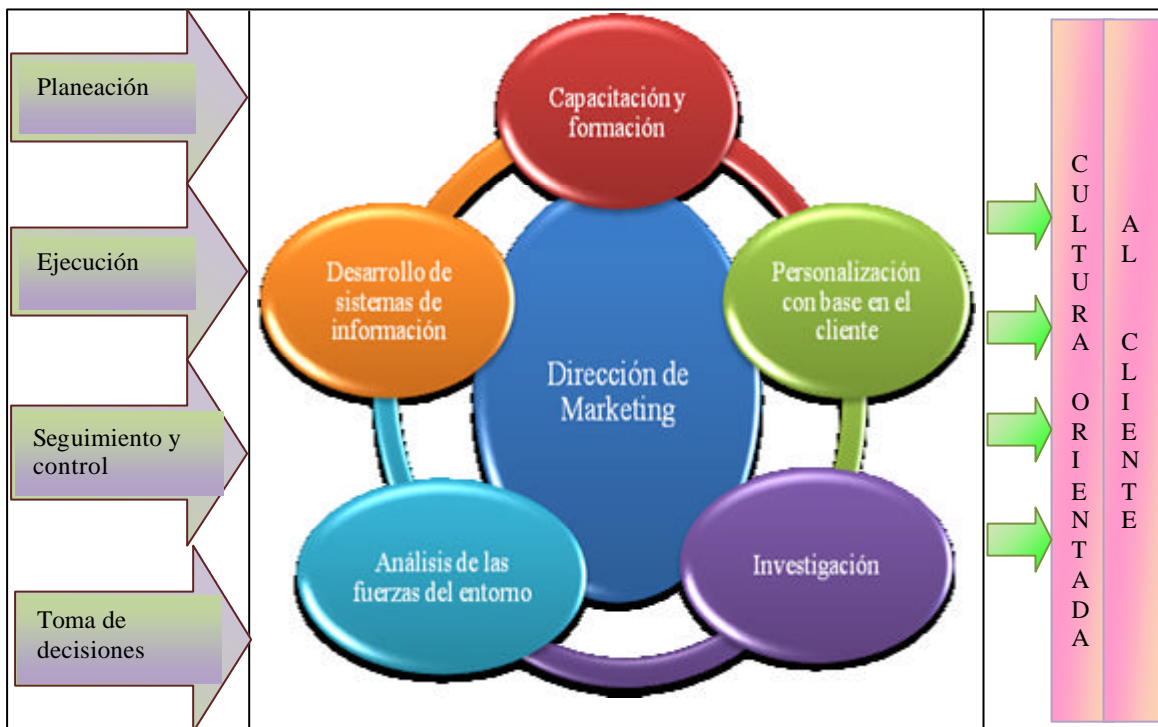 Planeación
Ejecución
Seguimiento y
control
Toma de
decisiones
Capacitación y
formación
Desarrollo de
sistemas de
información
Personalización
con base en el
cliente
Dirección de
Marketing
Análisis de las
fuerzas del entorno
Investigación
CULTURA ORIENTADA
AL CLIENTE